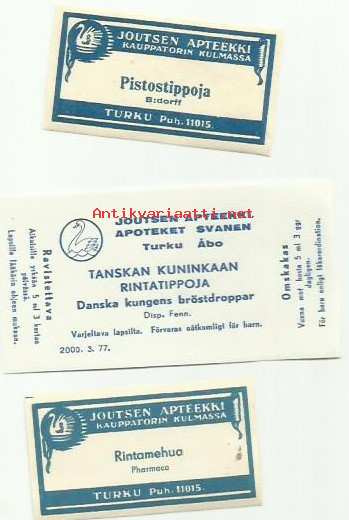 JOUTSEN APTEEKKI
KAUPPATORIN KULMASSA
Pistostippoja
B:dorff
TURKU Puh. 11015.
Antikvariaatti.net
JOUTSEN APTEEKKI
APOTEKET SVANEN
Turku Åbo
TANSKAN KUNINKAAN
RINTATIPPOJA
Danska kungens bröstdroppar
Disp. Fenn.
Varjeltava lapsilta. Förvaras oåtkomligt för barn.
2000. 3. 77.
Ravistettava
Aikuisille yskään 5 ml 3 kertaa
päivässä.
Lapsille lääkärin ohjeen mukaan.
Omskakas
Vuxna mot hosta 5 ml 3 ggr
dagligen.
För barn enligt läkarordination.
JOUTSEN APTEEKKI
KAUPPATORIN KULMASSA
Rintamehua
Pharmaca
TURKU Puh. 11015.